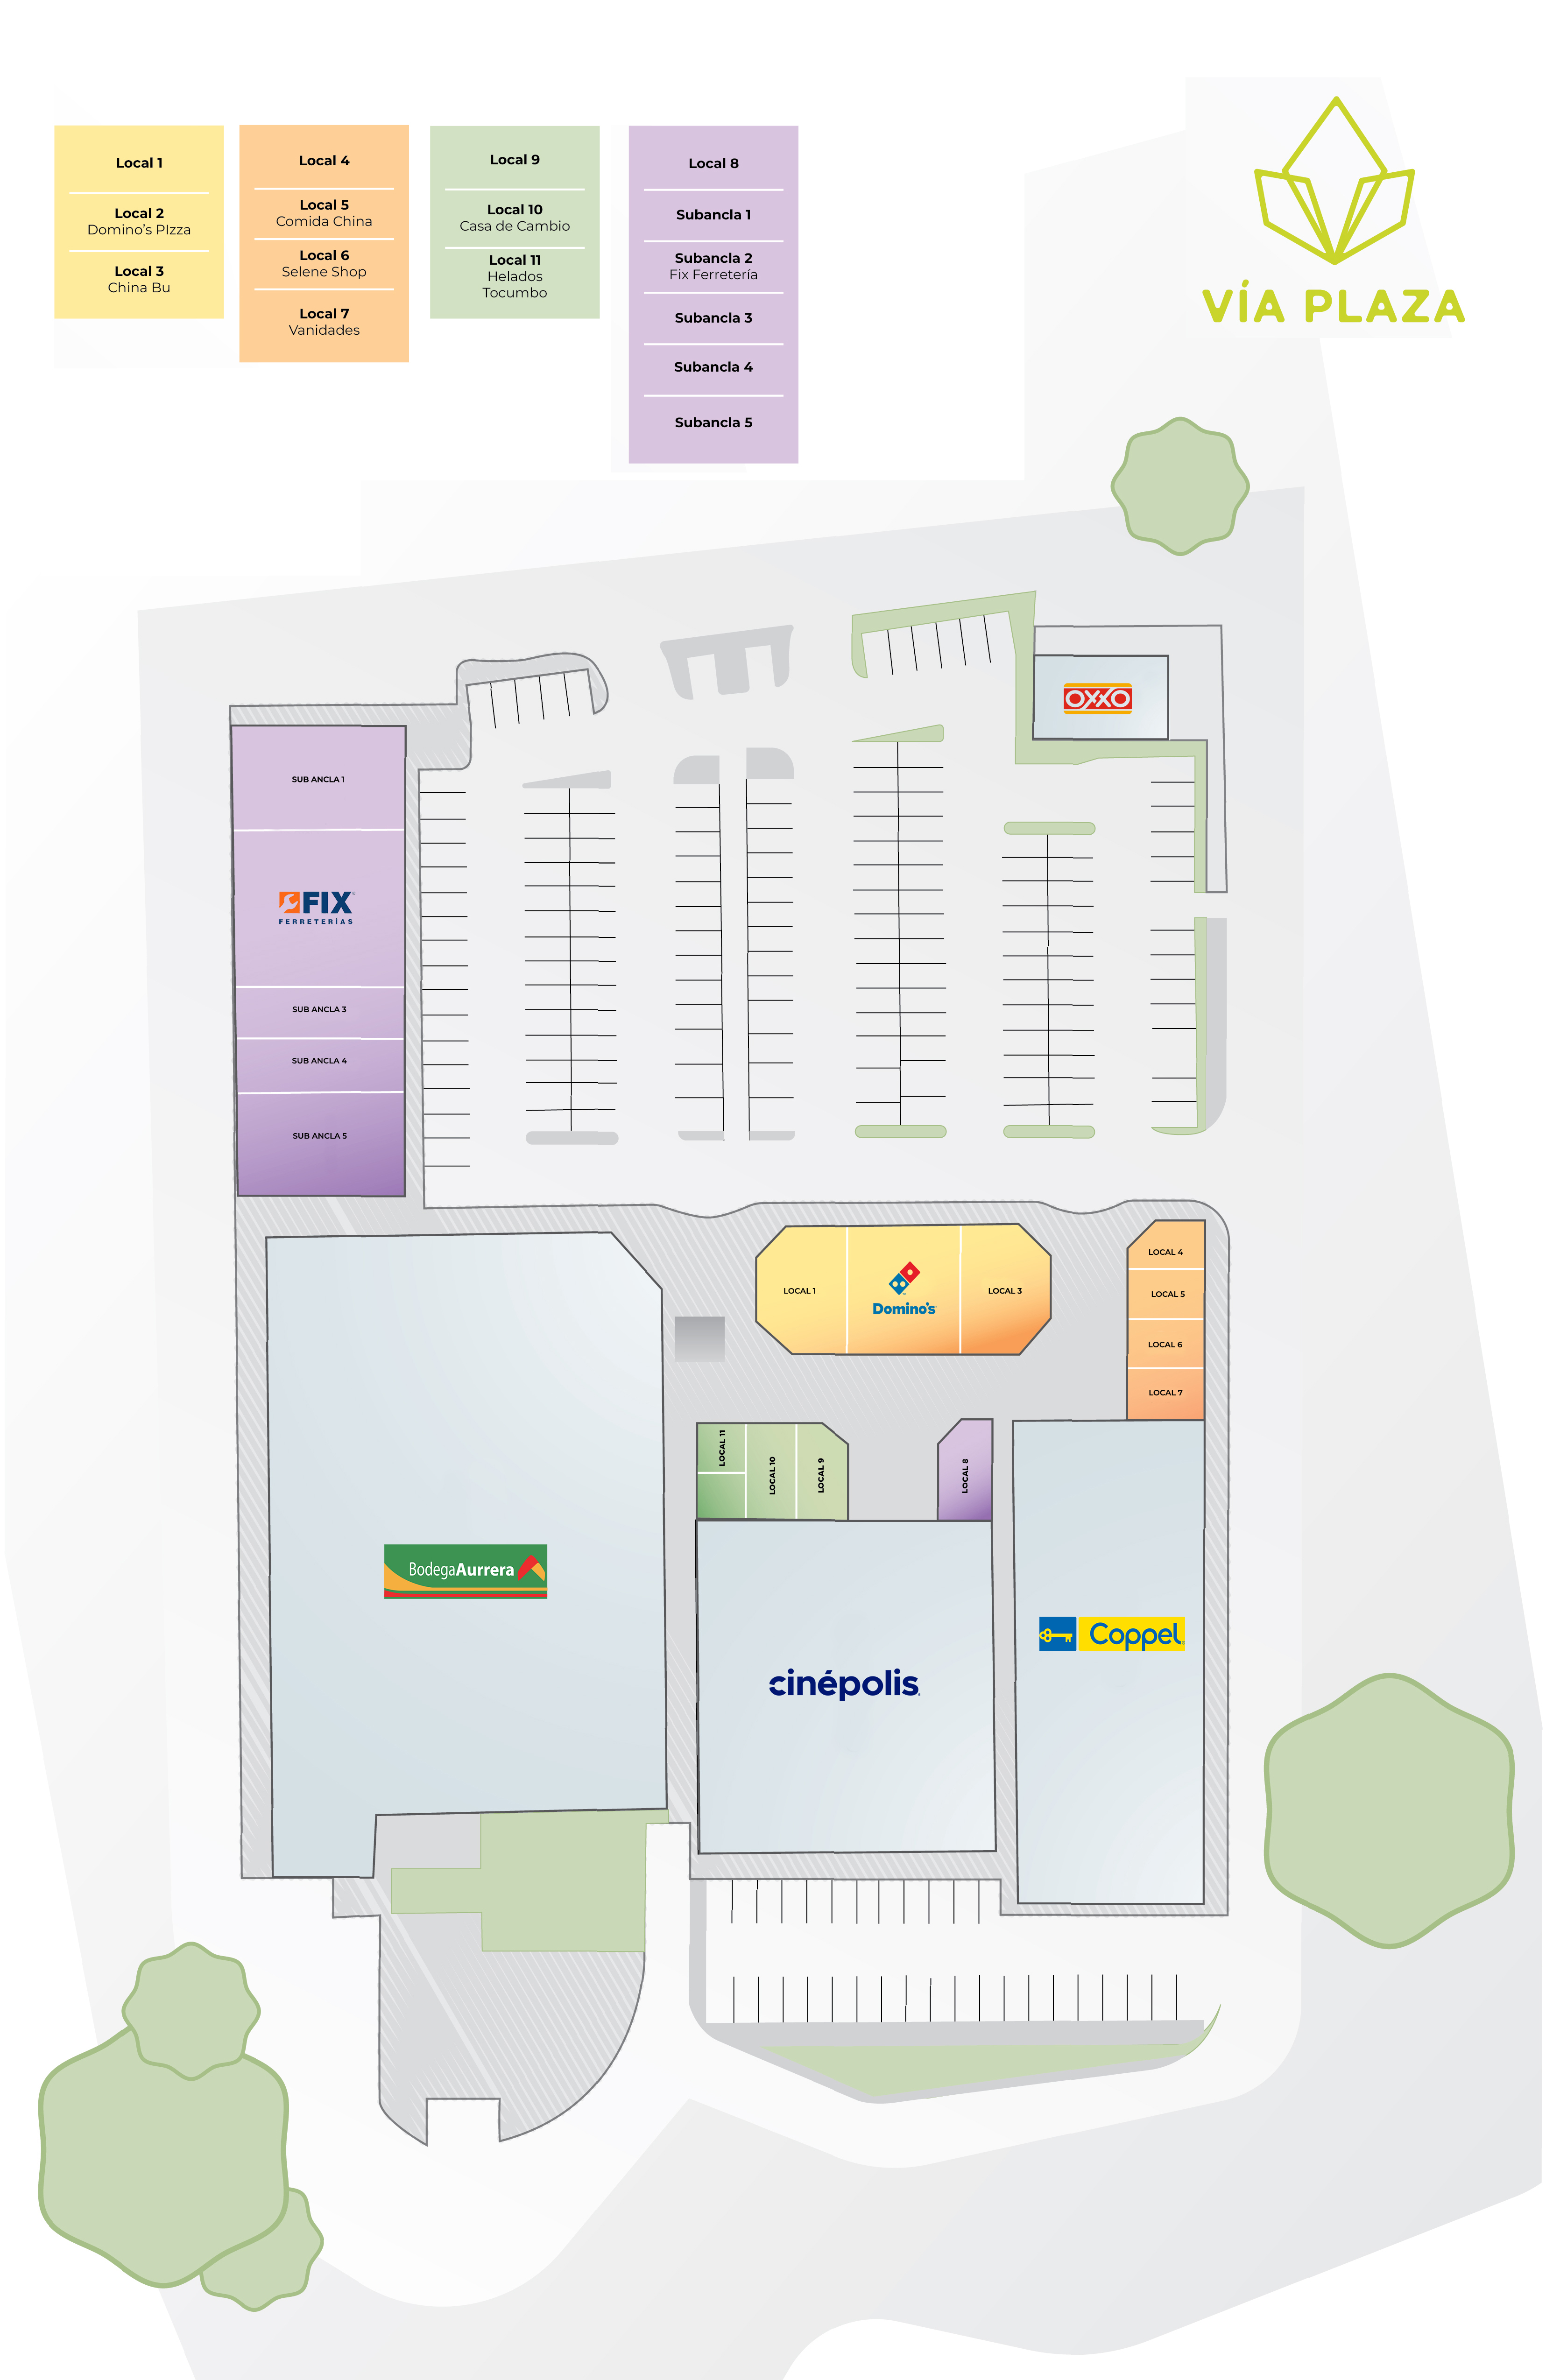 Local 1
Local 2
Domino's PIzza
Local 3
China Bu
Local 4
Local 5
Comida China
Local 6
Selene Shop
Local 7
Vanidades
Local 9
Local 10
Casa de Cambio
Local 11
Helados
Tocumbo
Local 8
Subancla 1
Subancla 2
Fix Ferretería
Subancla 3
Subancla 4
Subancla 5
VÍA PLAZA
OXXO
SUB ANCLA 1
FIX
FERRETERÍAS
SUB ANCLA 3
SUB ANCLA 4
SUB ANCLA 5
LOCAL 1
Domino's
LOCAL 3
LOCAL 4
LOCAL 5
LOCAL 6
LOCAL 7
LOCAL 11
LOCAL 10
LOCAL 9
LOCAL 8
Bodega Aurrera
Coppel
cinépolis